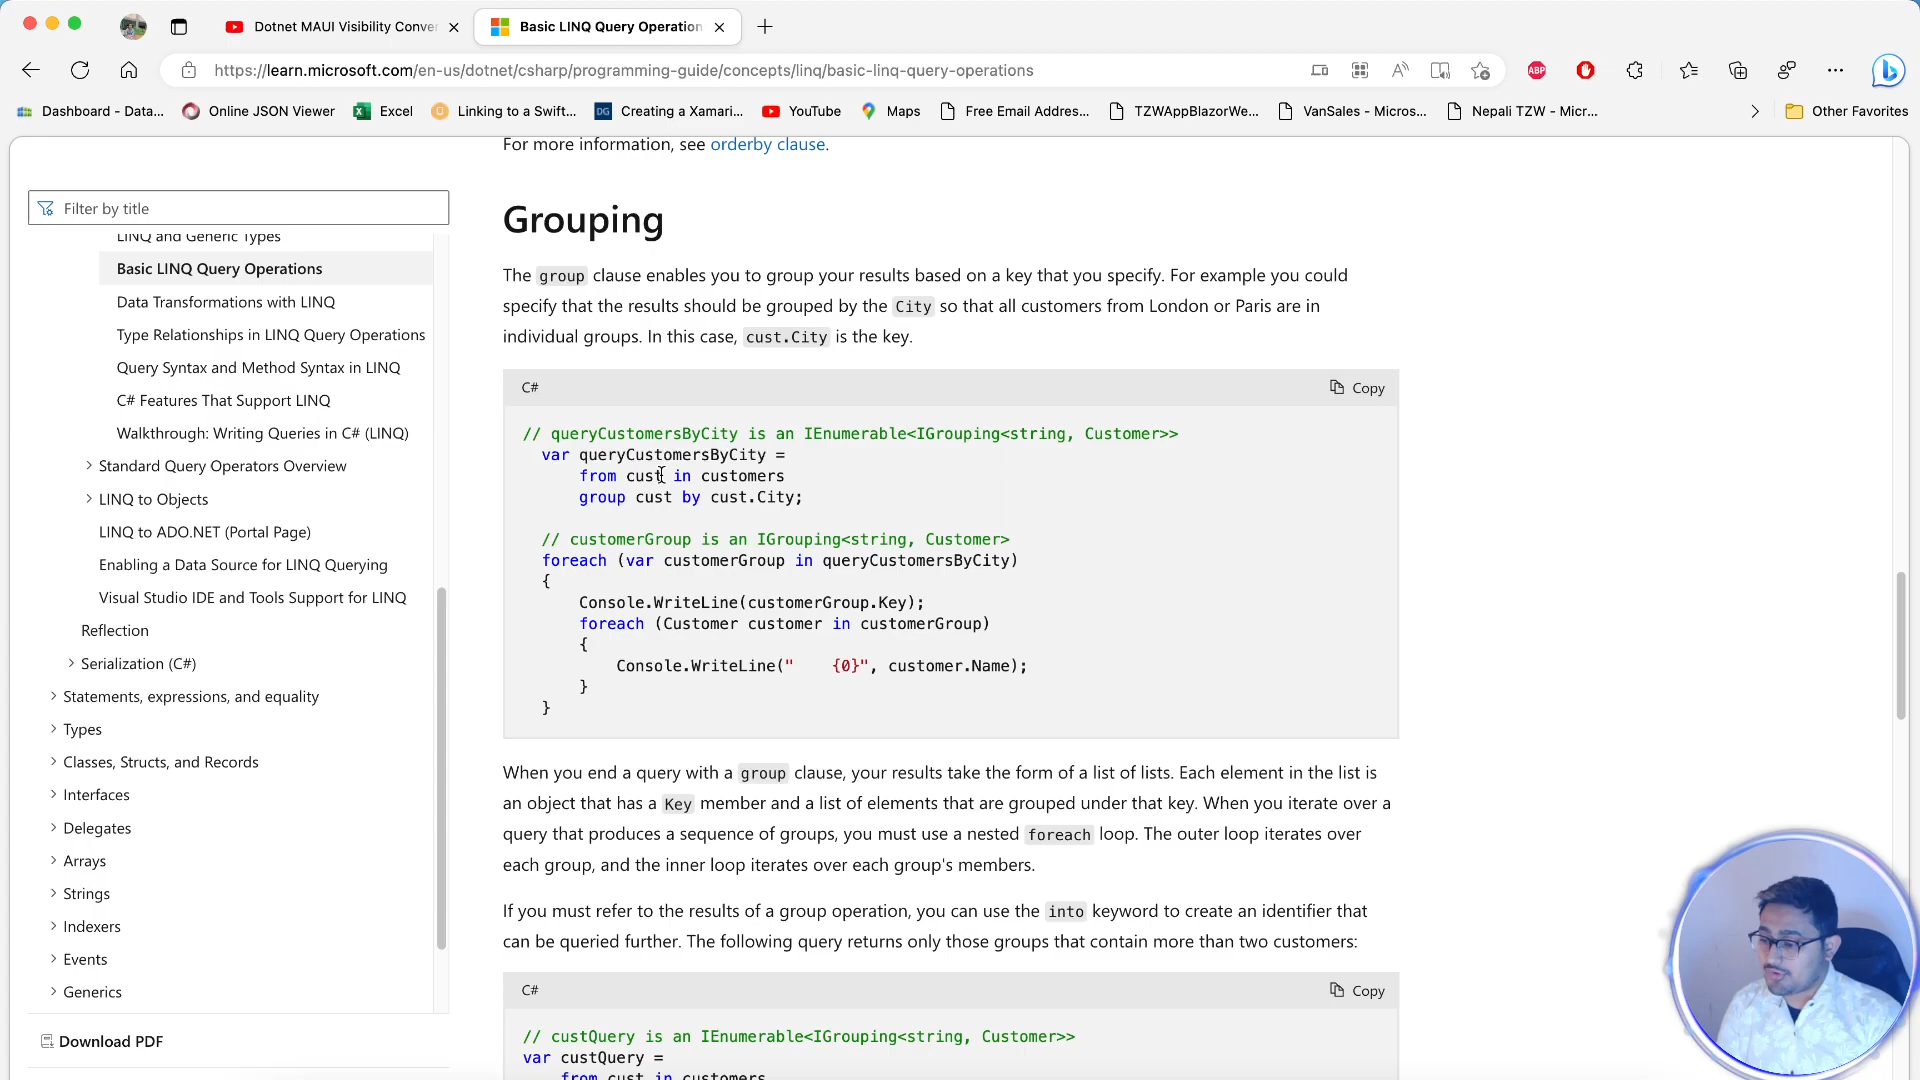 Dotnet MAUI Visibility Conver
Basic LINQ Query Operation
https://learn.microsoft.com/en-us/dotnet/csharp/programming-guide/concepts/linq/basic-linq-query-operations
ABP
Dashboard - Data...
Online JSON Viewer
Excel
Linking to a Swift...
DG
Creating a Xamari...
YouTube
Maps
Free Email Addres...
TZWAppBlazorWe...
VanSales - Micros...
Nepali TZW - Micr...
Other Favorites
Filter by title
LINQ and Generic Types
Basic LINQ Query Operations
Data Transformations with LINQ
Type Relationships in LINQ Query Operations
Query Syntax and Method Syntax in LINQ
C# Features That Support LINQ
Walkthrough: Writing Queries in C# (LINQ)
Standard Query Operators Overview
LINQ to Objects
LINQ to ADO.NET (Portal Page)
Enabling a Data Source for LINQ Querying
Visual Studio IDE and Tools Support for LINQ
Reflection
Serialization (C#)
Statements, expressions, and equality
Types
Classes, Structs, and Records
Interfaces
Delegates
Arrays
Strings
Indexers
Events
Generics
Download PDF
For more information, see orderby clause.
Grouping
The group clause enables you to group your results based on a key that you specify. For example you could
specify that the results should be grouped by the City so that all customers from London or Paris are in
individual groups. In this case, cust.City is the key.
C#
Copy
// queryCustomersByCity is an IEnumerable<IGrouping<string, Customer>>
var queryCustomersByCity =
from cust in customers
group cust by cust.City;
// customerGroup is an IGrouping<string, Customer>
foreach (var customerGroup in queryCustomersByCity)
{
Console.WriteLine(customerGroup.Key);
foreach (Customer customer in customerGroup)
{
Console.WriteLine("    {0}", customer.Name);
}
}
When you end a query with a group clause, your results take the form of a list of lists. Each element in the list is
an object that has a Key member and a list of elements that are grouped under that key. When you iterate over a
query that produces a sequence of groups, you must use a nested foreach loop. The outer loop iterates over
each group, and the inner loop iterates over each group's members.
If you must refer to the results of a group operation, you can use the into keyword to create an identifier that
can be queried further. The following query returns only those groups that contain more than two customers:
C#
Copy
// custQuery is an IEnumerable<IGrouping<string, Customer>>
var custQuery =
from cust in customers